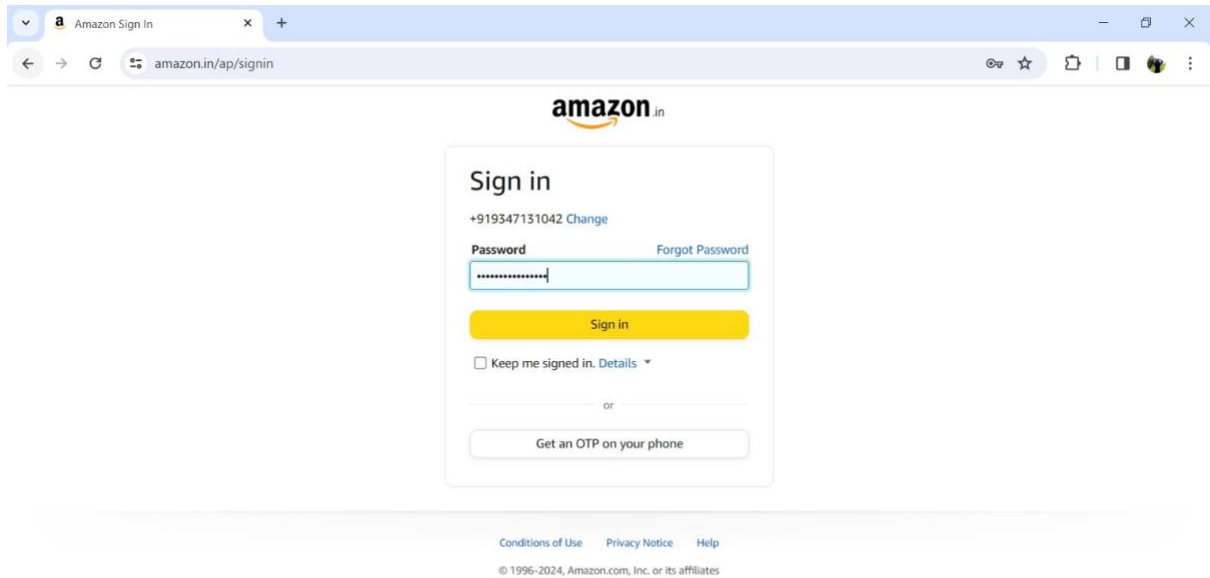 Amazon Sign In
amazon.in/ap/signin
amazon.in
Sign in
+919347131042 Change
Password Forgot Password
••••••••••••••••
Sign in
Keep me signed in. Details
or
Get an OTP on your phone
Conditions of Use Privacy Notice Help
© 1996-2024, Amazon.com, Inc. or its affiliates